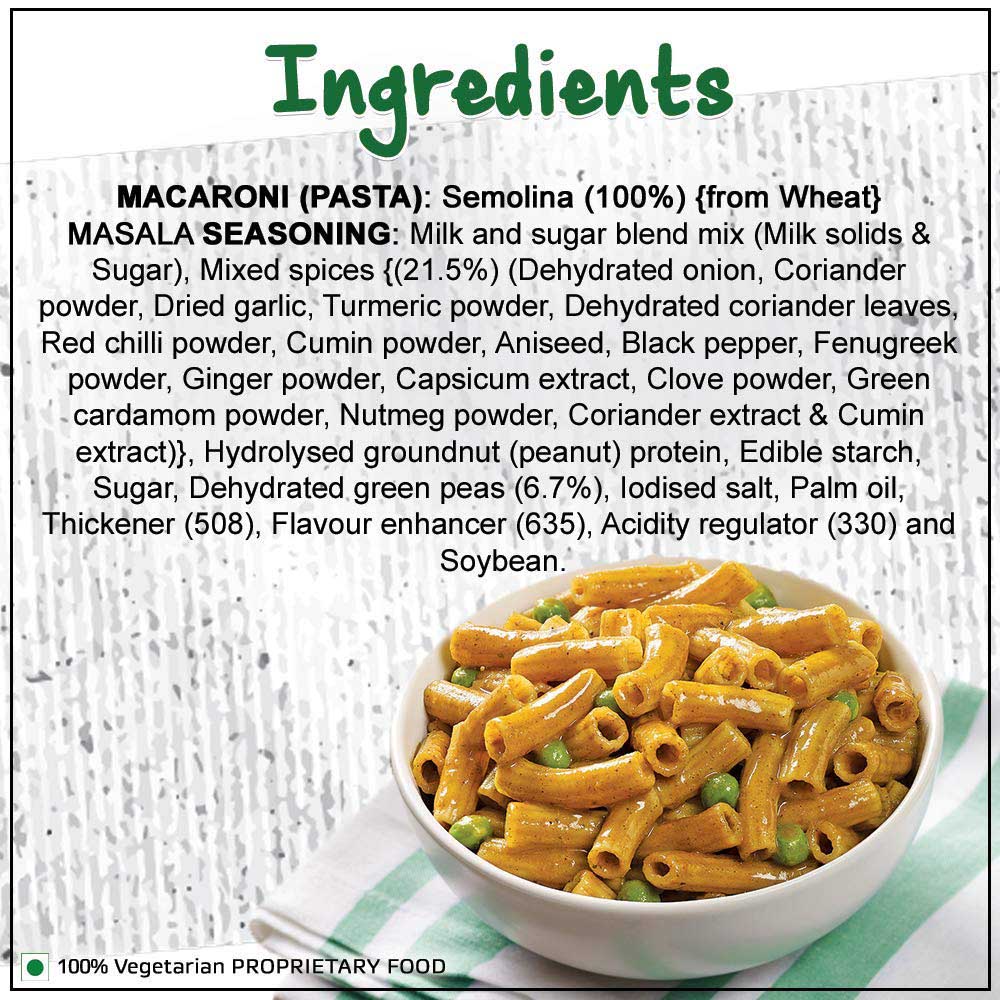 Ingredients
MACARONI (PASTA): Semolina (100%) {from Wheat}
MASALA SEASONING: Milk and sugar blend mix (Milk solids &
Sugar), Mixed spices {(21.5%) (Dehydrated onion, Coriander
powder, Dried garlic, Turmeric powder, Dehydrated coriander leaves,
Red chilli powder, Cumin powder, Aniseed, Black pepper, Fenugreek
powder, Ginger powder, Capsicum extract, Clove powder, Green
cardamom powder, Nutmeg powder, Coriander extract & Cumin
extract)}, Hydrolysed groundnut (peanut) protein, Edible starch,
Sugar, Dehydrated green peas (6.7%), Iodised salt, Palm oil,
Thickener (508), Flavour enhancer (635), Acidity regulator (330) and
Soybean.
100% Vegetarian PROPRIETARY FOOD